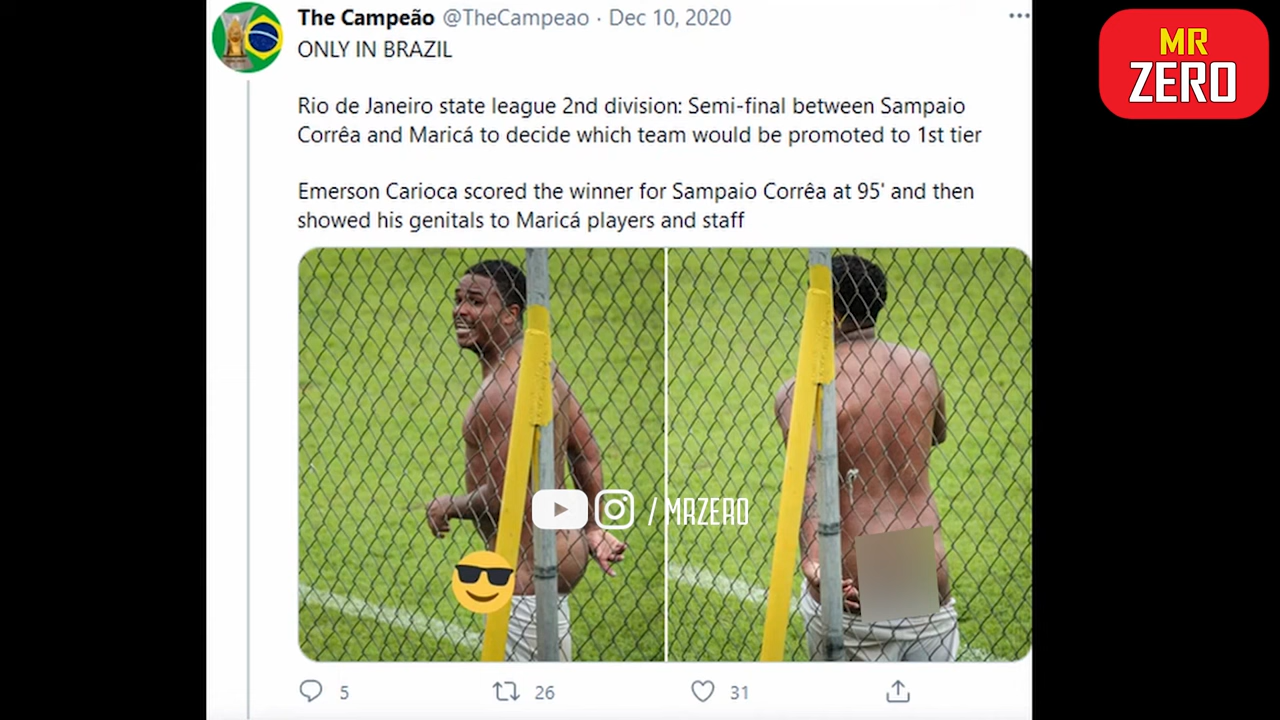 The Campeão @TheCampeao · Dec 10, 2020
ONLY IN BRAZIL
Rio de Janeiro state league 2nd division: Semi-final between Sampaio
Corrêa and Maricá to decide which team would be promoted to 1st tier
Emerson Carioca scored the winner for Sampaio Corrêa at 95' and then
showed his genitals to Maricá players and staff
/ MRZERO
5 26 31
MR
ZERO